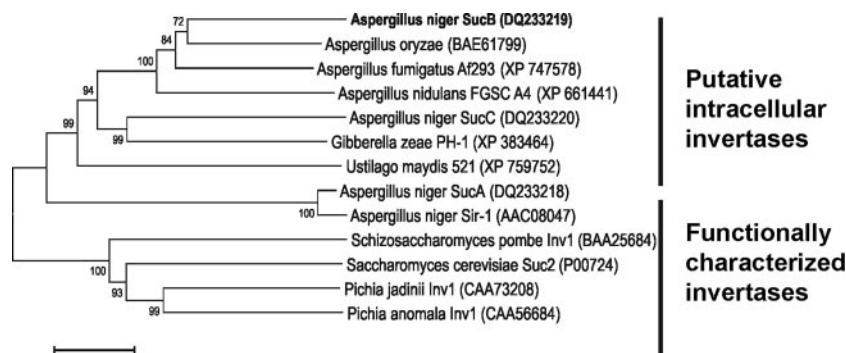 72
Aspergillus niger SucB (DQ233219)
84
Aspergillus oryzae (BAE61799)
Aspergillus fumigatus Af293 (XP 747578)
100
Aspergillus nidulans FGSC A4 (XP 661441)
94
Aspergillus niger SucC (DQ233220)
99
99
Gibberella zeae PH-1 (XP 383464)
Ustilago maydis 521 (XP 759752)
Aspergillus niger SucA (DQ233218)
100
Aspergillus niger Sir-1 (AAC08047)
Schizosaccharomyces pombe Inv1 (BAA25684)
100
Saccharomyces cerevisiae Suc2 (P00724)
93
Pichia jadinii Inv1 (CAA73208)
99
Pichia anomala Inv1 (CAA56684)
Putative
intracellular
invertases
Functionally
characterized
invertases